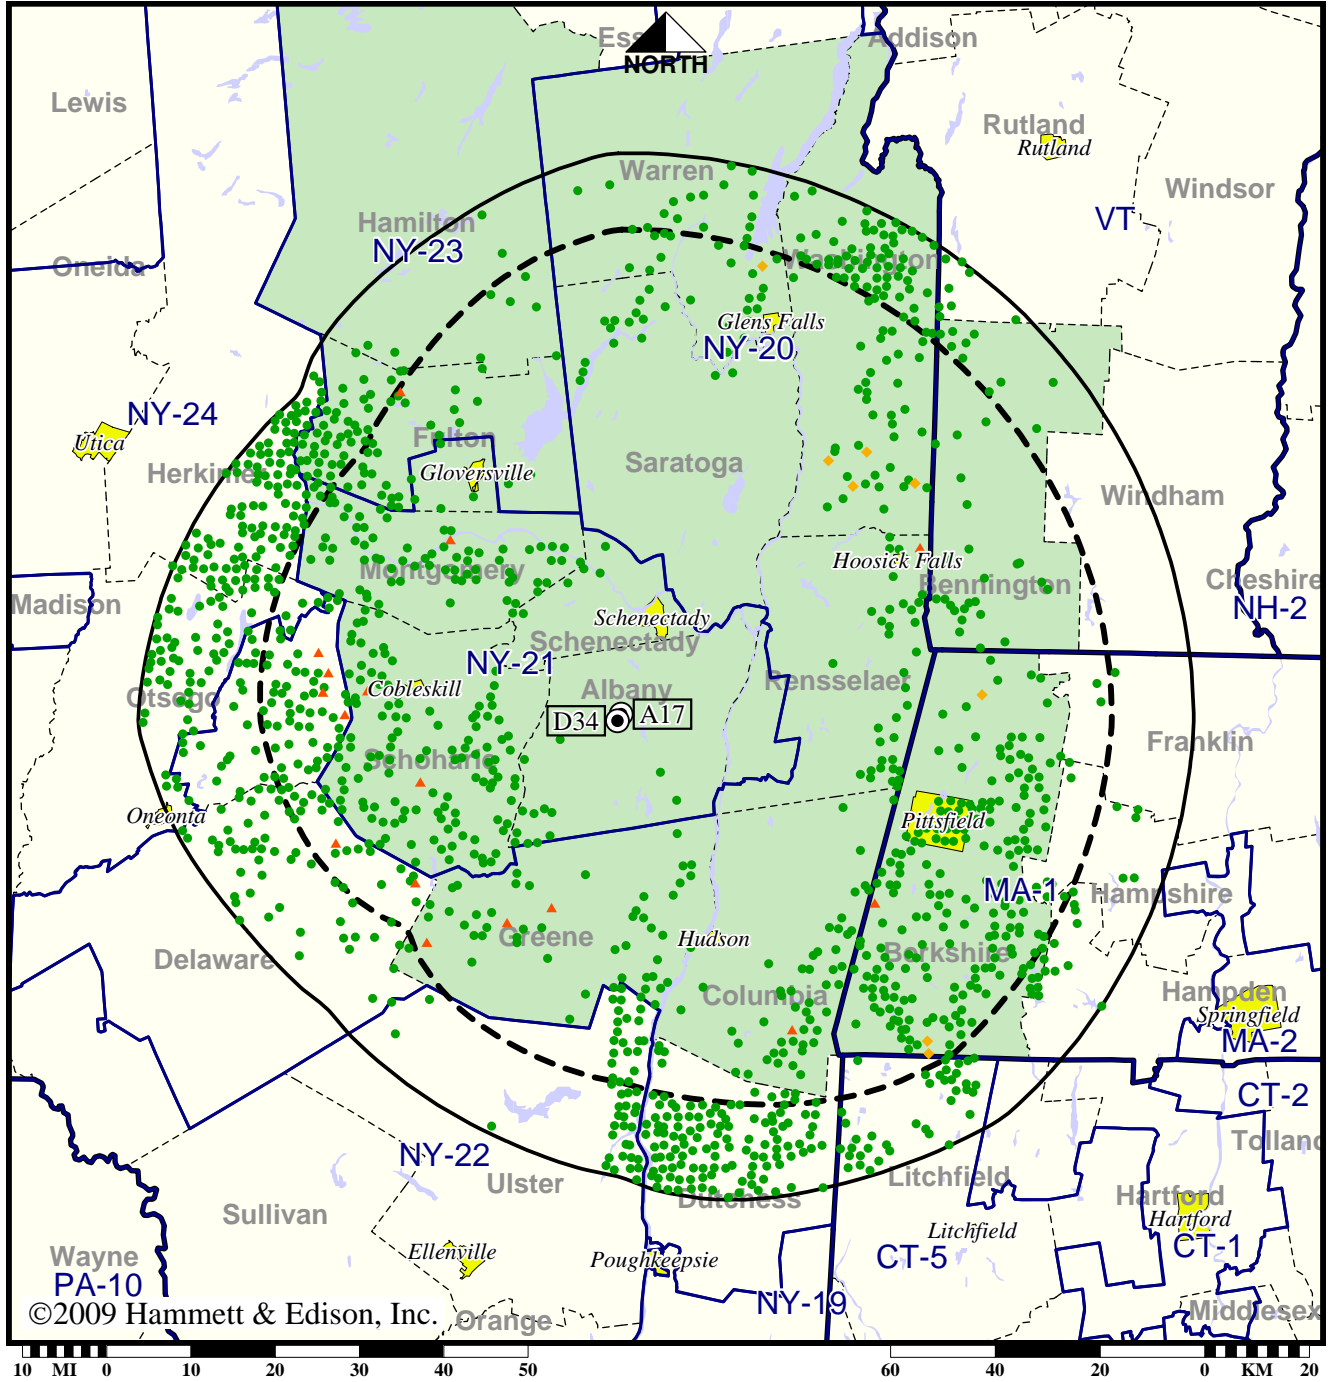 Ess
Addison
NORTH
Lewis
Rutland
Rutland
Warren
Windsor
VT
Hamilton
NY-23
Oneida
Washington
Glens Falls
NY-20
NY-24
Utica
Fulton
Herkimer
Gloversville
Saratoga
Windham
Hoosick Falls
Montgomery
Bennington
Cheshire
Madison
NH-2
Schenectady
Schenectady
NY-21
Otsego
Cobleskill
Albany
Rensselaer
D34
A17
Franklin
Schoharie
Oneonta
Pittsfield
MA-1
Hampshire
Greene
Hudson
Delaware
Berkshire
Columbia
Hampden
Springfield
MA-2
CT-2
NY-22
Tolland
Ulster
Litchfield
Dutchess
Hartford
Sullivan
Hartford
Litchfield
Wayne
Ellenville
Poughkeepsie
CT-5
CT-1
PA-10
NY-19
©2009 Hammett & Edison, Inc.
Orange
Middlesex
10 MI 0 10 20 30 40 50
60 40 20 0 KM 20